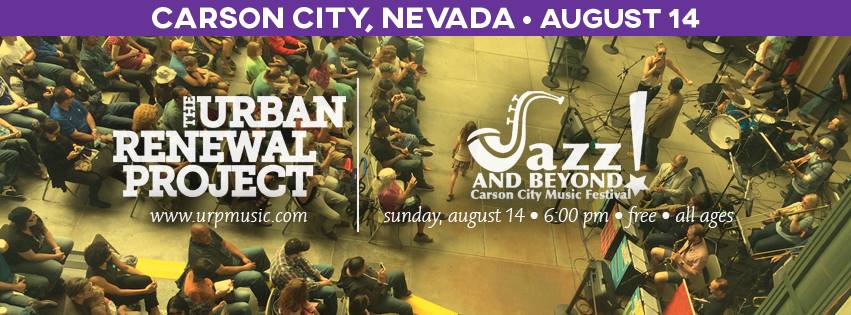 CARSON CITY, NEVADA • AUGUST 14
THE URBAN
RENEWAL
PROJECT
www.urpmusic.com
Jazz!
AND BEYOND
Carson City Music Festival
sunday, august 14 • 6:00 pm • free • all ages